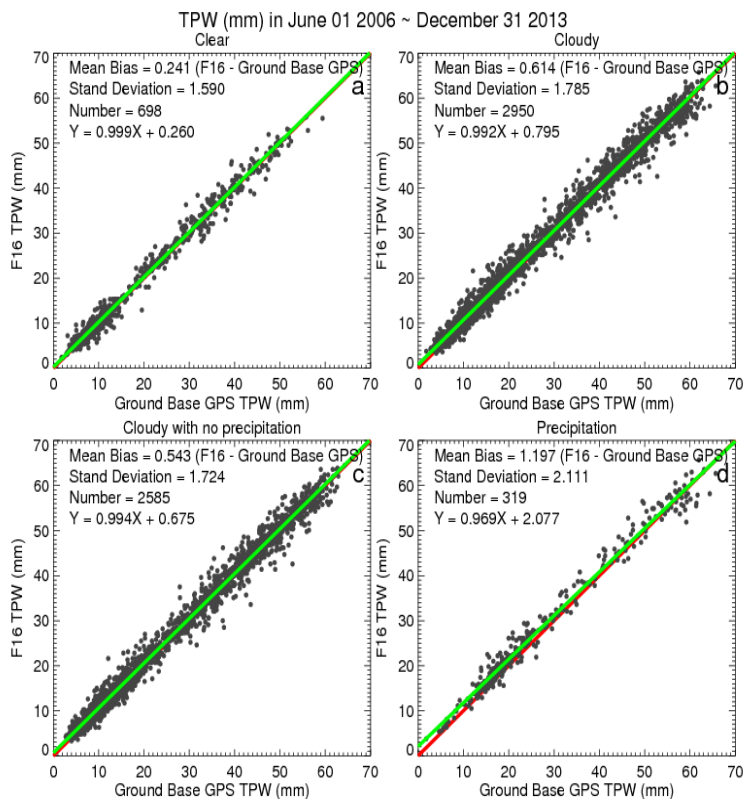 TPW (mm) in June 01 2006 ~ December 31 2013
Clear
Mean Bias = 0.241 (F16 - Ground Base GPS)
a
Stand Deviation = 1.590
Number = 698
Y = 0.999X + 0.260
F16 TPW (mm)
70
60
50
40
30
20
10
0
0 10 20 30 40 50 60 70
Ground Base GPS TPW (mm)
Cloudy
Mean Bias = 0.614 (F16 - Ground Base GPS)
b
Stand Deviation = 1.785
Number = 2950
Y = 0.992X + 0.795
F16 TPW (mm)
70
60
50
40
30
20
10
0
0 10 20 30 40 50 60 70
Ground Base GPS TPW (mm)
Cloudy with no precipitation
Mean Bias = 0.543 (F16 - Ground Base GPS)
c
Stand Deviation = 1.724
Number = 2585
Y = 0.994X + 0.675
F16 TPW (mm)
70
60
50
40
30
20
10
0
0 10 20 30 40 50 60 70
Ground Base GPS TPW (mm)
Precipitation
Mean Bias = 1.197 (F16 - Ground Base GPS)
d
Stand Deviation = 2.111
Number = 319
Y = 0.969X + 2.077
F16 TPW (mm)
70
60
50
40
30
20
10
0
0 10 20 30 40 50 60 70
Ground Base GPS TPW (mm)